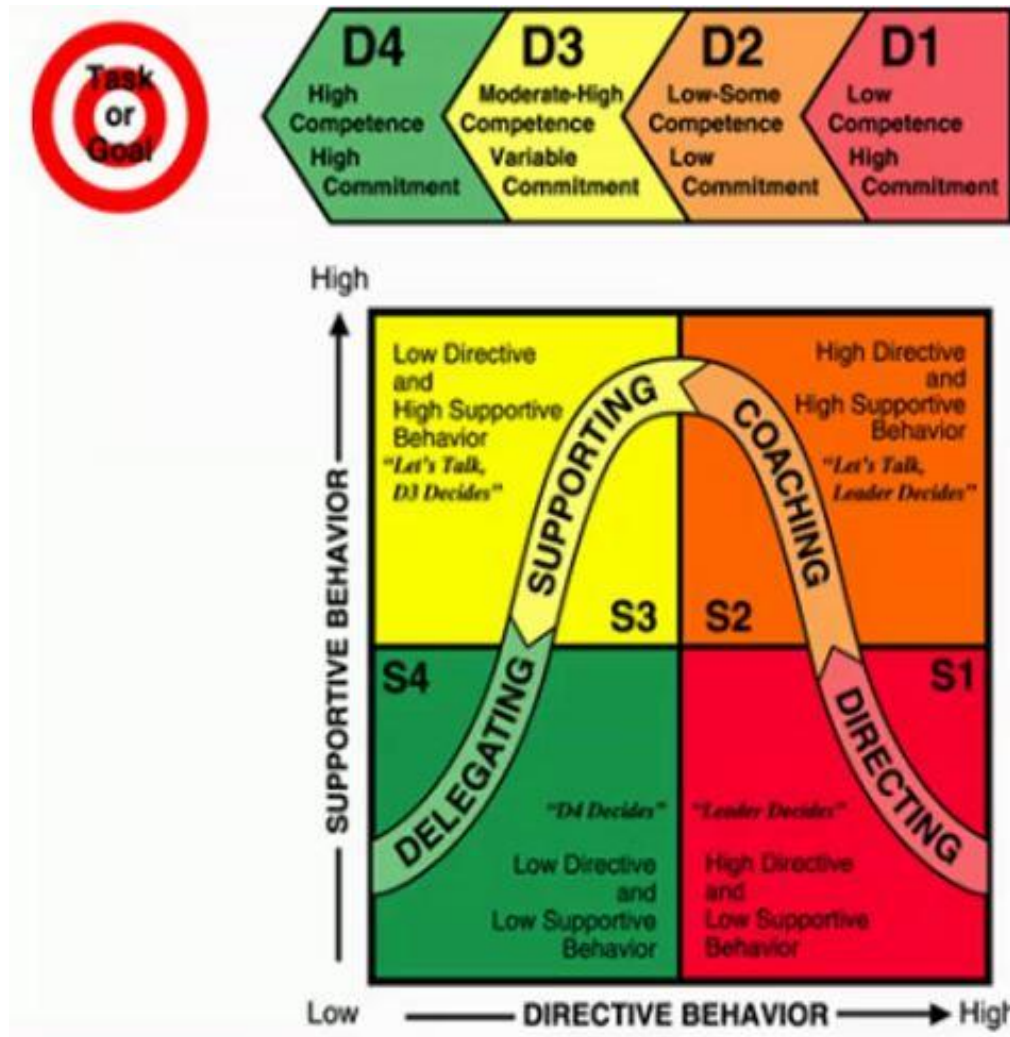 Task
or
Goal
D4
High
Competence
High
Commitment
D3
Moderate-High
Competence
Variable
Commitment
D2
Low-Some
Competence
Low
Commitment
D1
Low
Competence
High
Commitment
High
SUPPORTIVE BEHAVIOR
Low Directive
and
High Supportive
Behavior
"Let's Talk,
D3 Decides"
SUPPORTING
S3
High Directive
and
High Supportive
Behavior
"Let's Talk,
Leader Decides"
COACHING
S2
S4
DELEGATING
"D4 Decides"
Low Directive
and
Low Supportive
Behavior
S1
DIRECTING
"Leader Decides"
High Directive
and
Low Supportive
Behavior
Low
DIRECTIVE BEHAVIOR
High